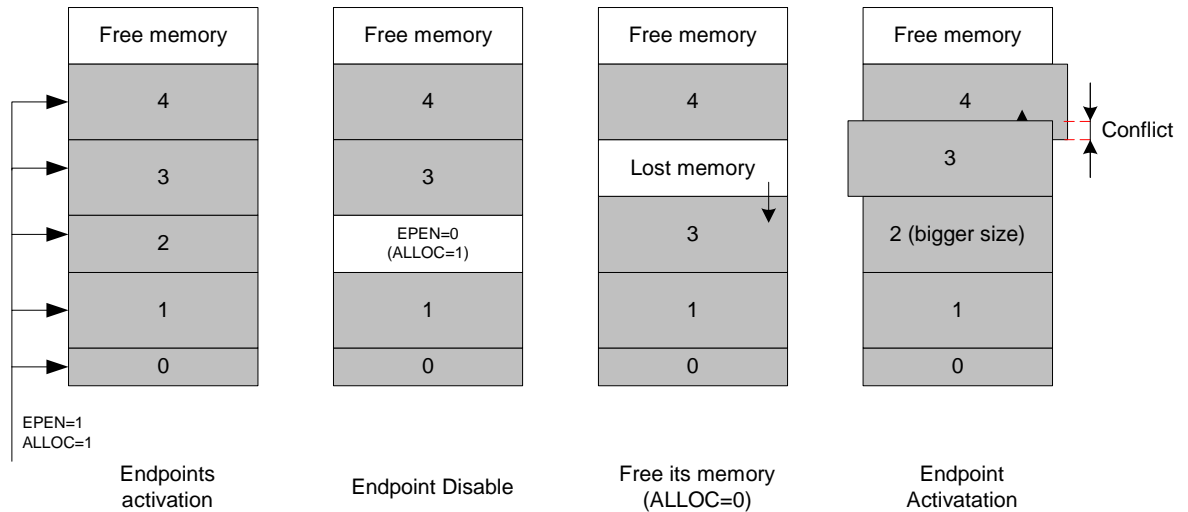 Free memory
4
3
2
1
0
EPEN=1
ALLOC=1
Endpoints
activation
Free memory
4
3
EPEN=0
(ALLOC=1)
1
0
Endpoint Disable
Free memory
4
Lost memory
3
1
0
Free its memory
(ALLOC=0)
Free memory
4
Conflict
3
2 (bigger size)
1
0
Endpoint
Activatation